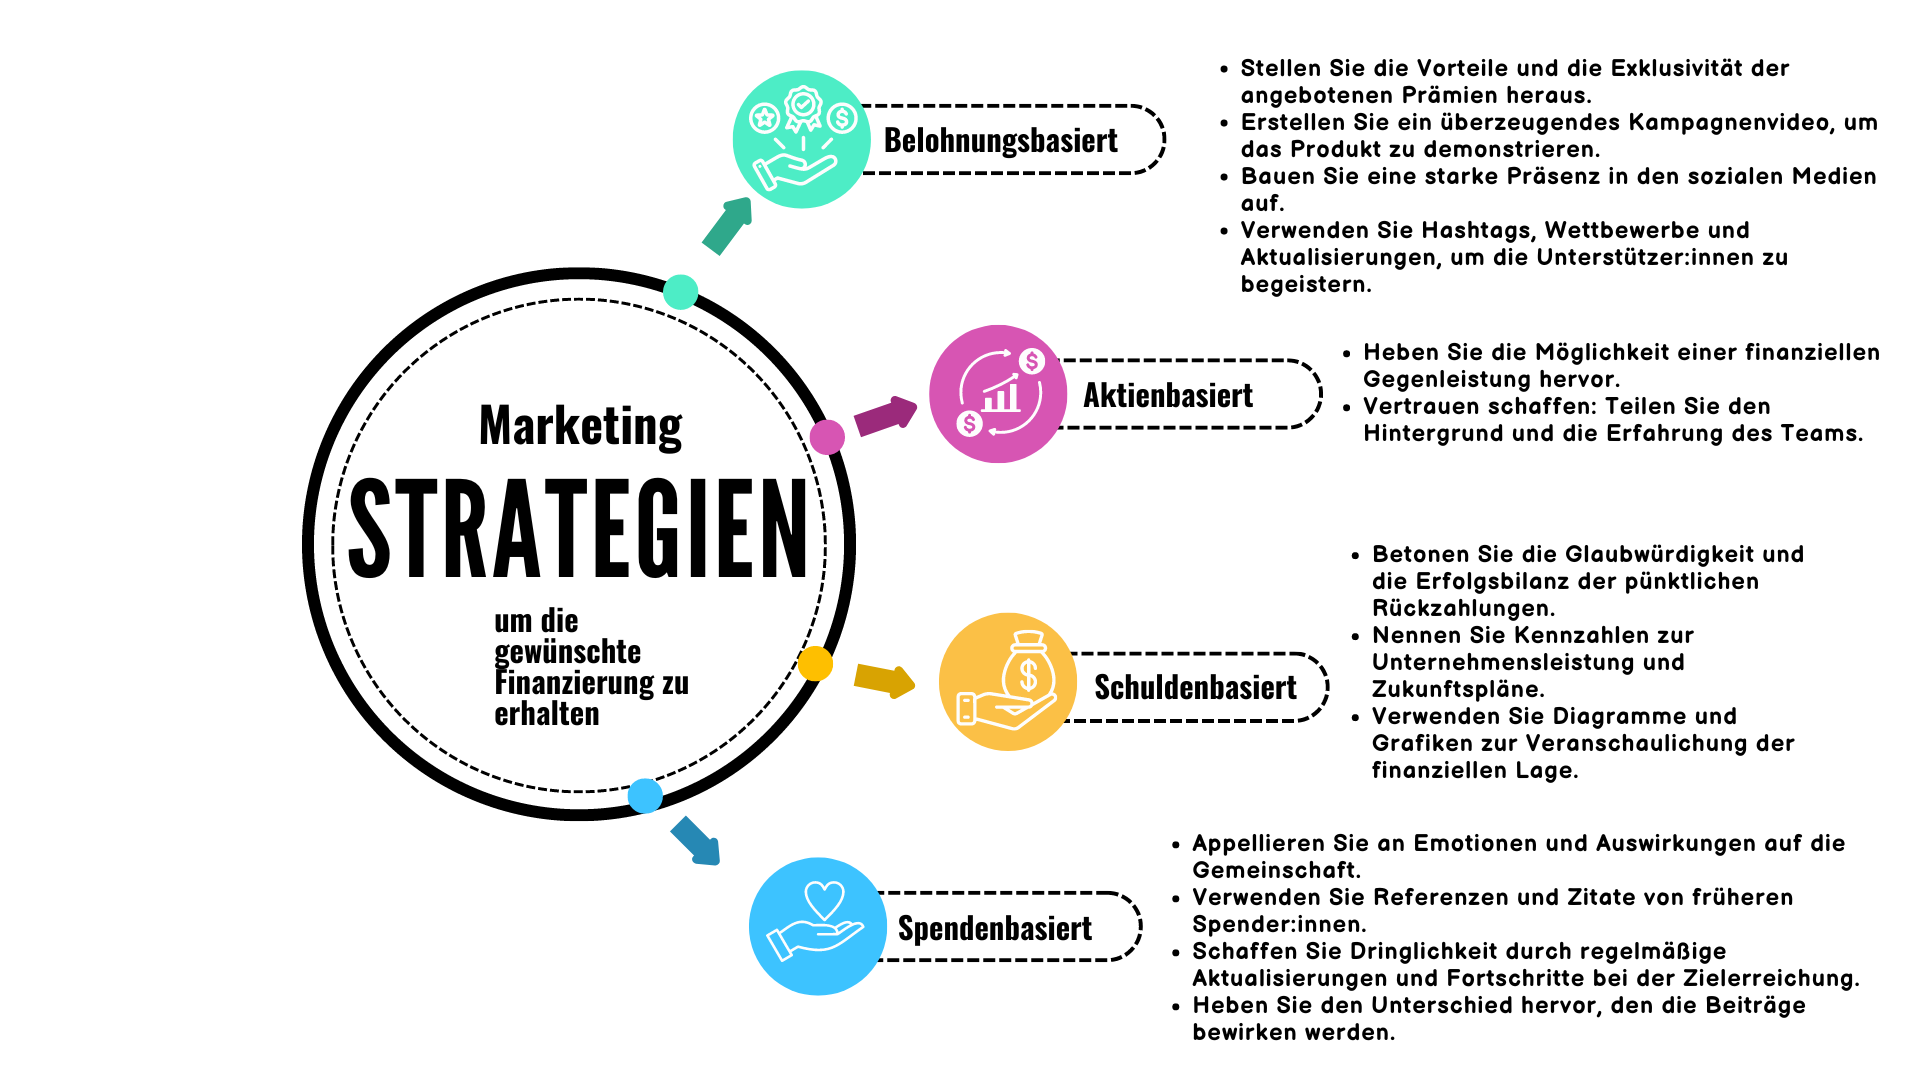 Marketing
STRATEGIEN
um die
gewünschte
Finanzierung zu
erhalten
Belohnungsbasiert
• Stellen Sie die Vorteile und die Exklusivität der
angebotenen Prämien heraus.
• Erstellen Sie ein überzeugendes Kampagnenvideo, um
das Produkt zu demonstrieren.
• Bauen Sie eine starke Präsenz in den sozialen Medien
auf.
• Verwenden Sie Hashtags, Wettbewerbe und
Aktualisierungen, um die Unterstützer:innen zu
begeistern.
Aktienbasiert
• Heben Sie die Möglichkeit einer finanziellen
Gegenleistung hervor.
• Vertrauen schaffen: Teilen Sie den
Hintergrund und die Erfahrung des Teams.
Schuldenbasiert
• Betonen Sie die Glaubwürdigkeit und
die Erfolgsbilanz der pünktlichen
Rückzahlungen.
• Nennen Sie Kennzahlen zur
Unternehmensleistung und
Zukunftspläne.
• Verwenden Sie Diagramme und
Grafiken zur Veranschaulichung der
finanziellen Lage.
Spendenbasiert
• Appellieren Sie an Emotionen und Auswirkungen auf die
Gemeinschaft.
• Verwenden Sie Referenzen und Zitate von früheren
Spender:innen.
• Schaffen Sie Dringlichkeit durch regelmäßige
Aktualisierungen und Fortschritte bei der Zielerreichung.
• Heben Sie den Unterschied hervor, den die Beiträge
bewirken werden.